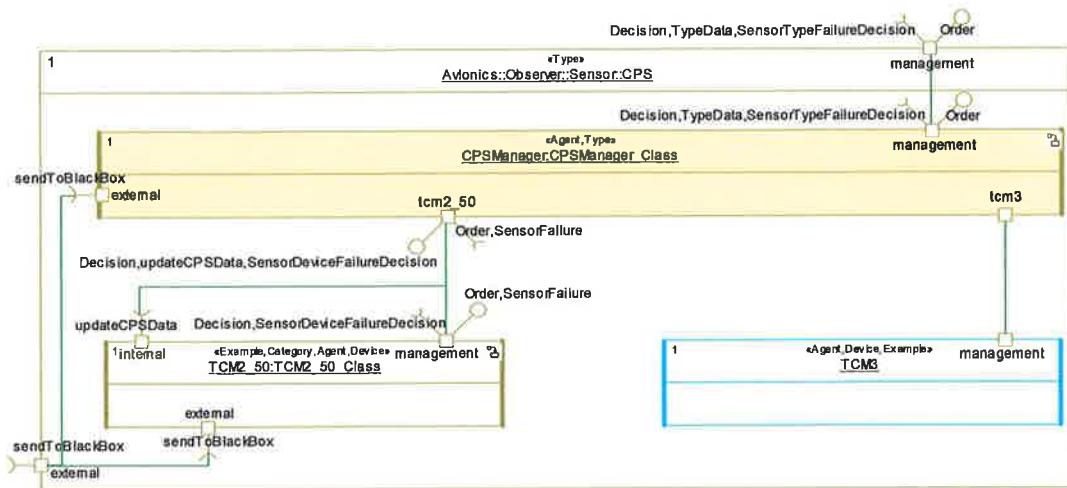 Decision,TypeData,SensorTypeFailureDecision
Order
1
«Type»
Avionics::Observer::Sensor::CPS
management
Decision,TypeData,SensorTypeFailureDecision
Order
1
«Agent,Type»
CPSManager:CPSManager_Class
management
sendToBlackBox
external
tcm2_50
tcm3
Order,SensorFailure
Decision,updateCPSData,SensorDeviceFailureDecision
Order,SensorFailure
updateCPSData
Decision,SensorDeviceFailureDecision
1
internal
«Example,Category,Agent,Device»
management
TCM2_50:TCM2_50_Class
1
«Agent,Device,Example»
management
TCM3
external
sendToBlackBox
sendToBlackBox
external